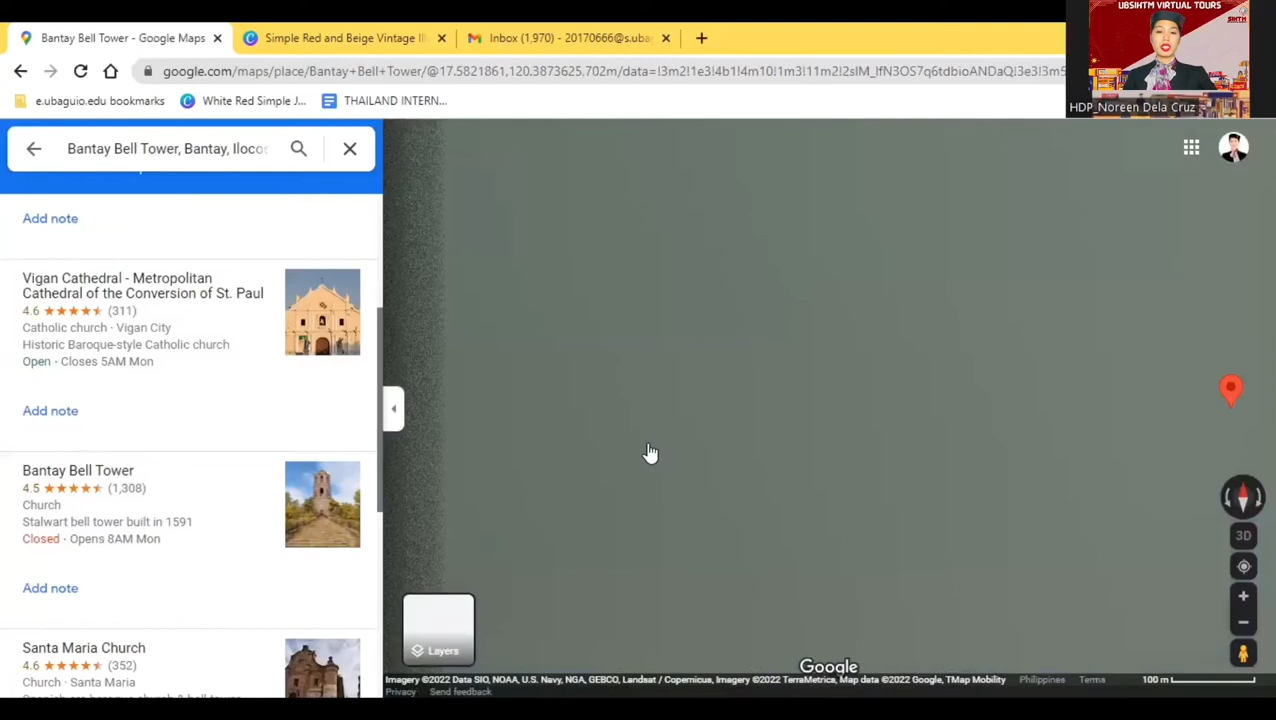 UBSIHTM VIRTUAL TOURS
SIHTM
HDP_Noreen Dela Cruz
Bantay Bell Tower - Google Maps
Simple Red and Beige Vintage Ill
Inbox (1,970) - 20170666@s.uba
google.com/maps/place/Bantay+Bell+Tower/@17.5821861,120.3873625,702m/data=!3m2!1e3!4b1!4m10!1m3!11m2!2sIM_lfN3OS7q6tdbioANDaQ!3e3!3m5
e.ubaguio.edu bookmarks
White Red Simple J...
THAILAND INTERN...
Bantay Bell Tower, Bantay, Ilocos
Add note
Vigan Cathedral - Metropolitan
Cathedral of the Conversion of St. Paul
4.6 (311)
Catholic church · Vigan City
Historic Baroque-style Catholic church
Open · Closes 5AM Mon
Add note
Bantay Bell Tower
4.5 (1,308)
Church
Stalwart bell tower built in 1591
Closed · Opens 8AM Mon
Add note
Santa Maria Church
4.6 (352)
Church · Santa Maria
3D
Layers
Google
Imagery ©2022 Data SIO, NOAA, U.S. Navy, NGA, GEBCO, Landsat / Copernicus, Imagery ©2022 TerraMetrics, Map data ©2022 Google, TMap Mobility
Philippines
Terms
100 m
Privacy
Send feedback